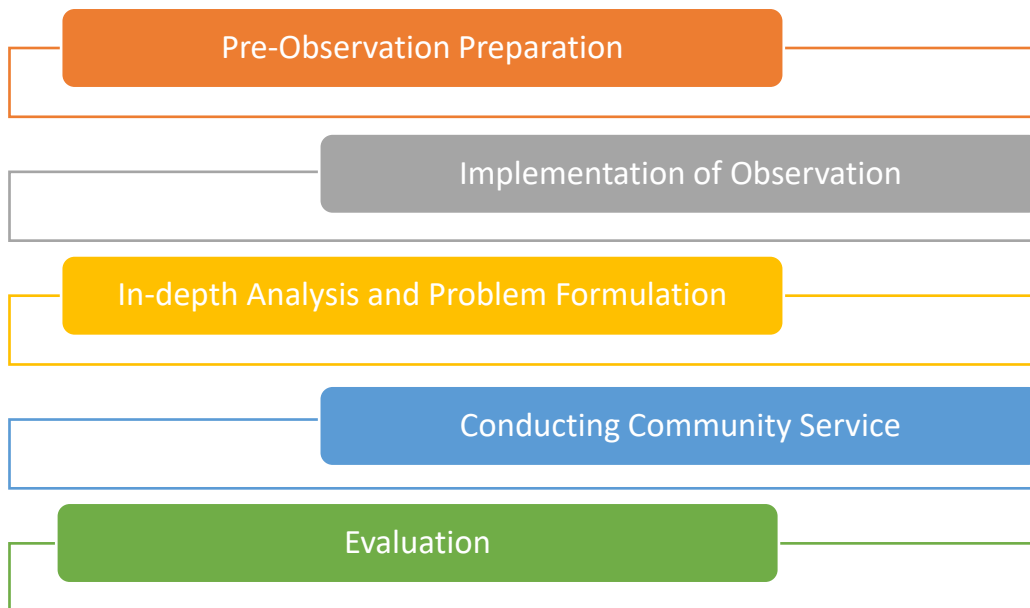 Pre-Observation Preparation
Implementation of Observation
In-depth Analysis and Problem Formulation
Conducting Community Service
Evaluation